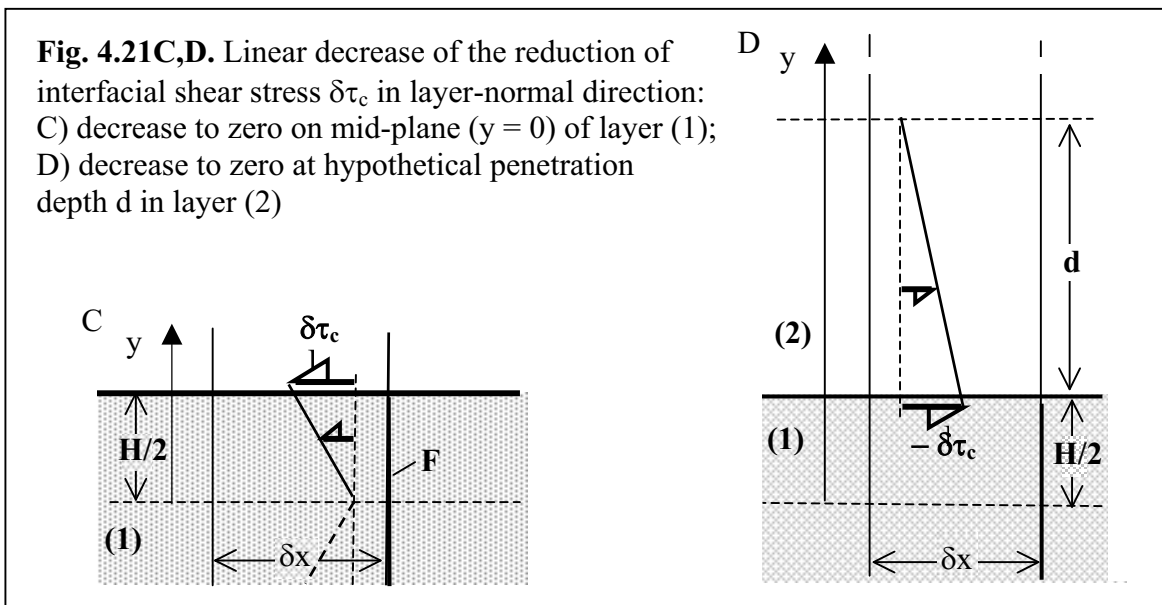 Fig. 4.21C,D. Linear decrease of the reduction of
interfacial shear stress δτc in layer-normal direction:
C) decrease to zero on mid-plane (y = 0) of layer (1);
D) decrease to zero at hypothetical penetration
depth d in layer (2)
C
y
δτc
H/2
F
(1)
δx
D
y
d
(2)
(1)
− δτc
H/2
δx